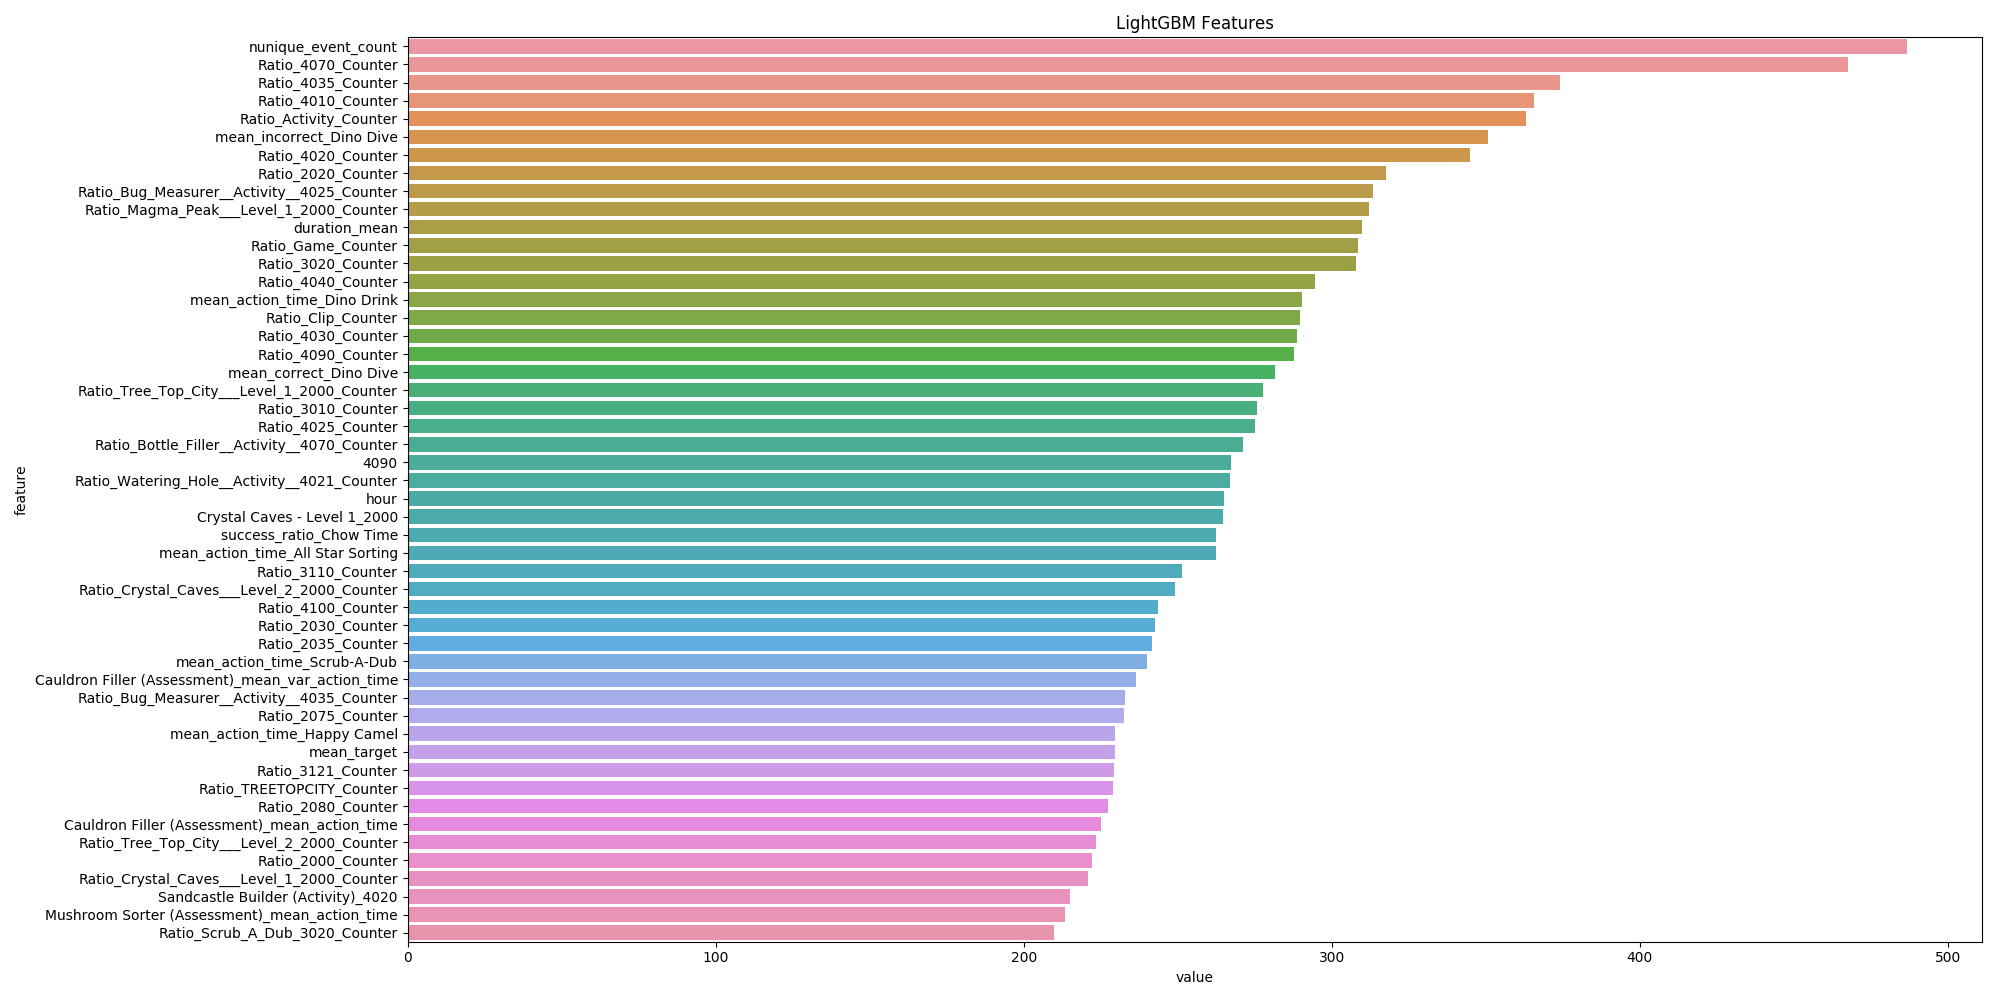 LightGBM Features
nunique_event_count
Ratio_4070_Counter
Ratio_4035_Counter
Ratio_4010_Counter
Ratio_Activity_Counter
mean_incorrect_Dino Dive
Ratio_4020_Counter
Ratio_2020_Counter
Ratio_Bug_Measurer__Activity__4025_Counter
Ratio_Magma_Peak___Level_1_2000_Counter
duration_mean
Ratio_Game_Counter
Ratio_3020_Counter
Ratio_4040_Counter
mean_action_time_Dino Drink
Ratio_Clip_Counter
Ratio_4030_Counter
Ratio_4090_Counter
mean_correct_Dino Dive
Ratio_Tree_Top_City___Level_1_2000_Counter
Ratio_3010_Counter
Ratio_4025_Counter
Ratio_Bottle_Filler__Activity__4070_Counter
4090
Ratio_Watering_Hole__Activity__4021_Counter
hour
Crystal Caves - Level 1_2000
success_ratio_Chow Time
mean_action_time_All Star Sorting
Ratio_3110_Counter
Ratio_Crystal_Caves___Level_2_2000_Counter
Ratio_4100_Counter
Ratio_2030_Counter
Ratio_2035_Counter
mean_action_time_Scrub-A-Dub
Cauldron Filler (Assessment)_mean_var_action_time
Ratio_Bug_Measurer__Activity__4035_Counter
Ratio_2075_Counter
mean_action_time_Happy Camel
mean_target
Ratio_3121_Counter
Ratio_TREETOPCITY_Counter
Ratio_2080_Counter
Cauldron Filler (Assessment)_mean_action_time
Ratio_Tree_Top_City___Level_2_2000_Counter
Ratio_2000_Counter
Ratio_Crystal_Caves___Level_1_2000_Counter
Sandcastle Builder (Activity)_4020
Mushroom Sorter (Assessment)_mean_action_time
Ratio_Scrub_A_Dub_3020_Counter
feature
0 100 200 300 400 500
value